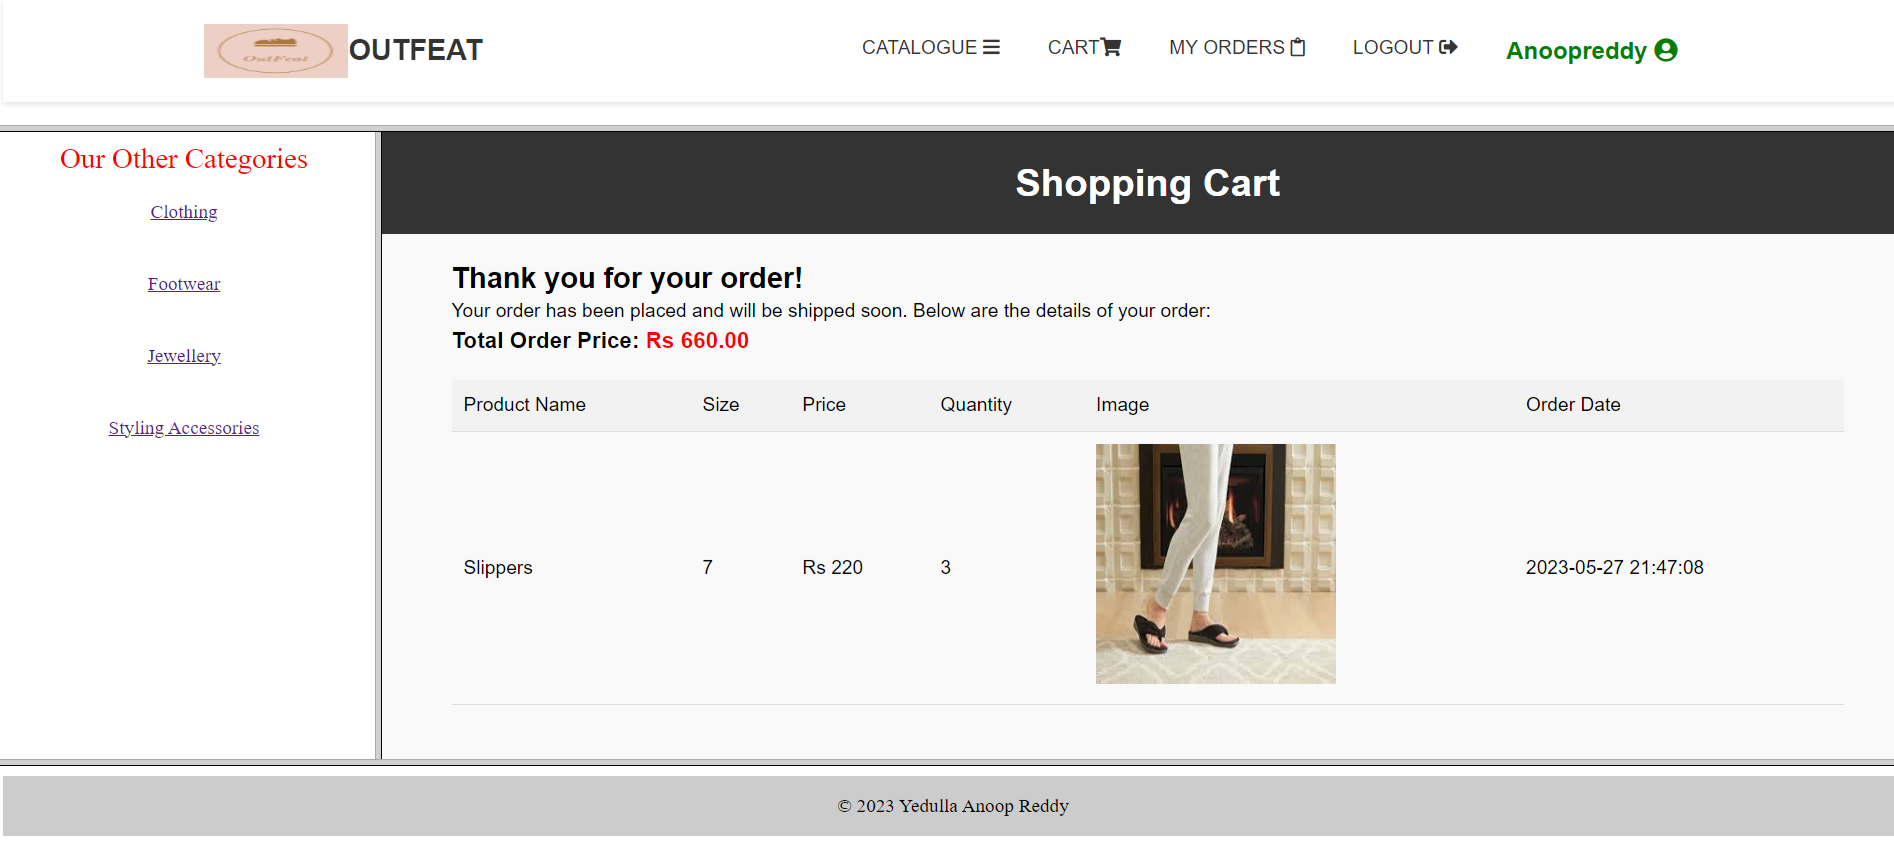 OutFeat
OUTFEAT
CATALOGUE
CART
MY ORDERS
LOGOUT
Anoopreddy
Our Other Categories
Clothing
Footwear
Jewellery
Styling Accessories
Shopping Cart
Thank you for your order!
Your order has been placed and will be shipped soon. Below are the details of your order:
Total Order Price: Rs 660.00
Product Name Size Price Quantity Image Order Date
Slippers 7 Rs 220 3 2023-05-27 21:47:08
© 2023 Yedulla Anoop Reddy